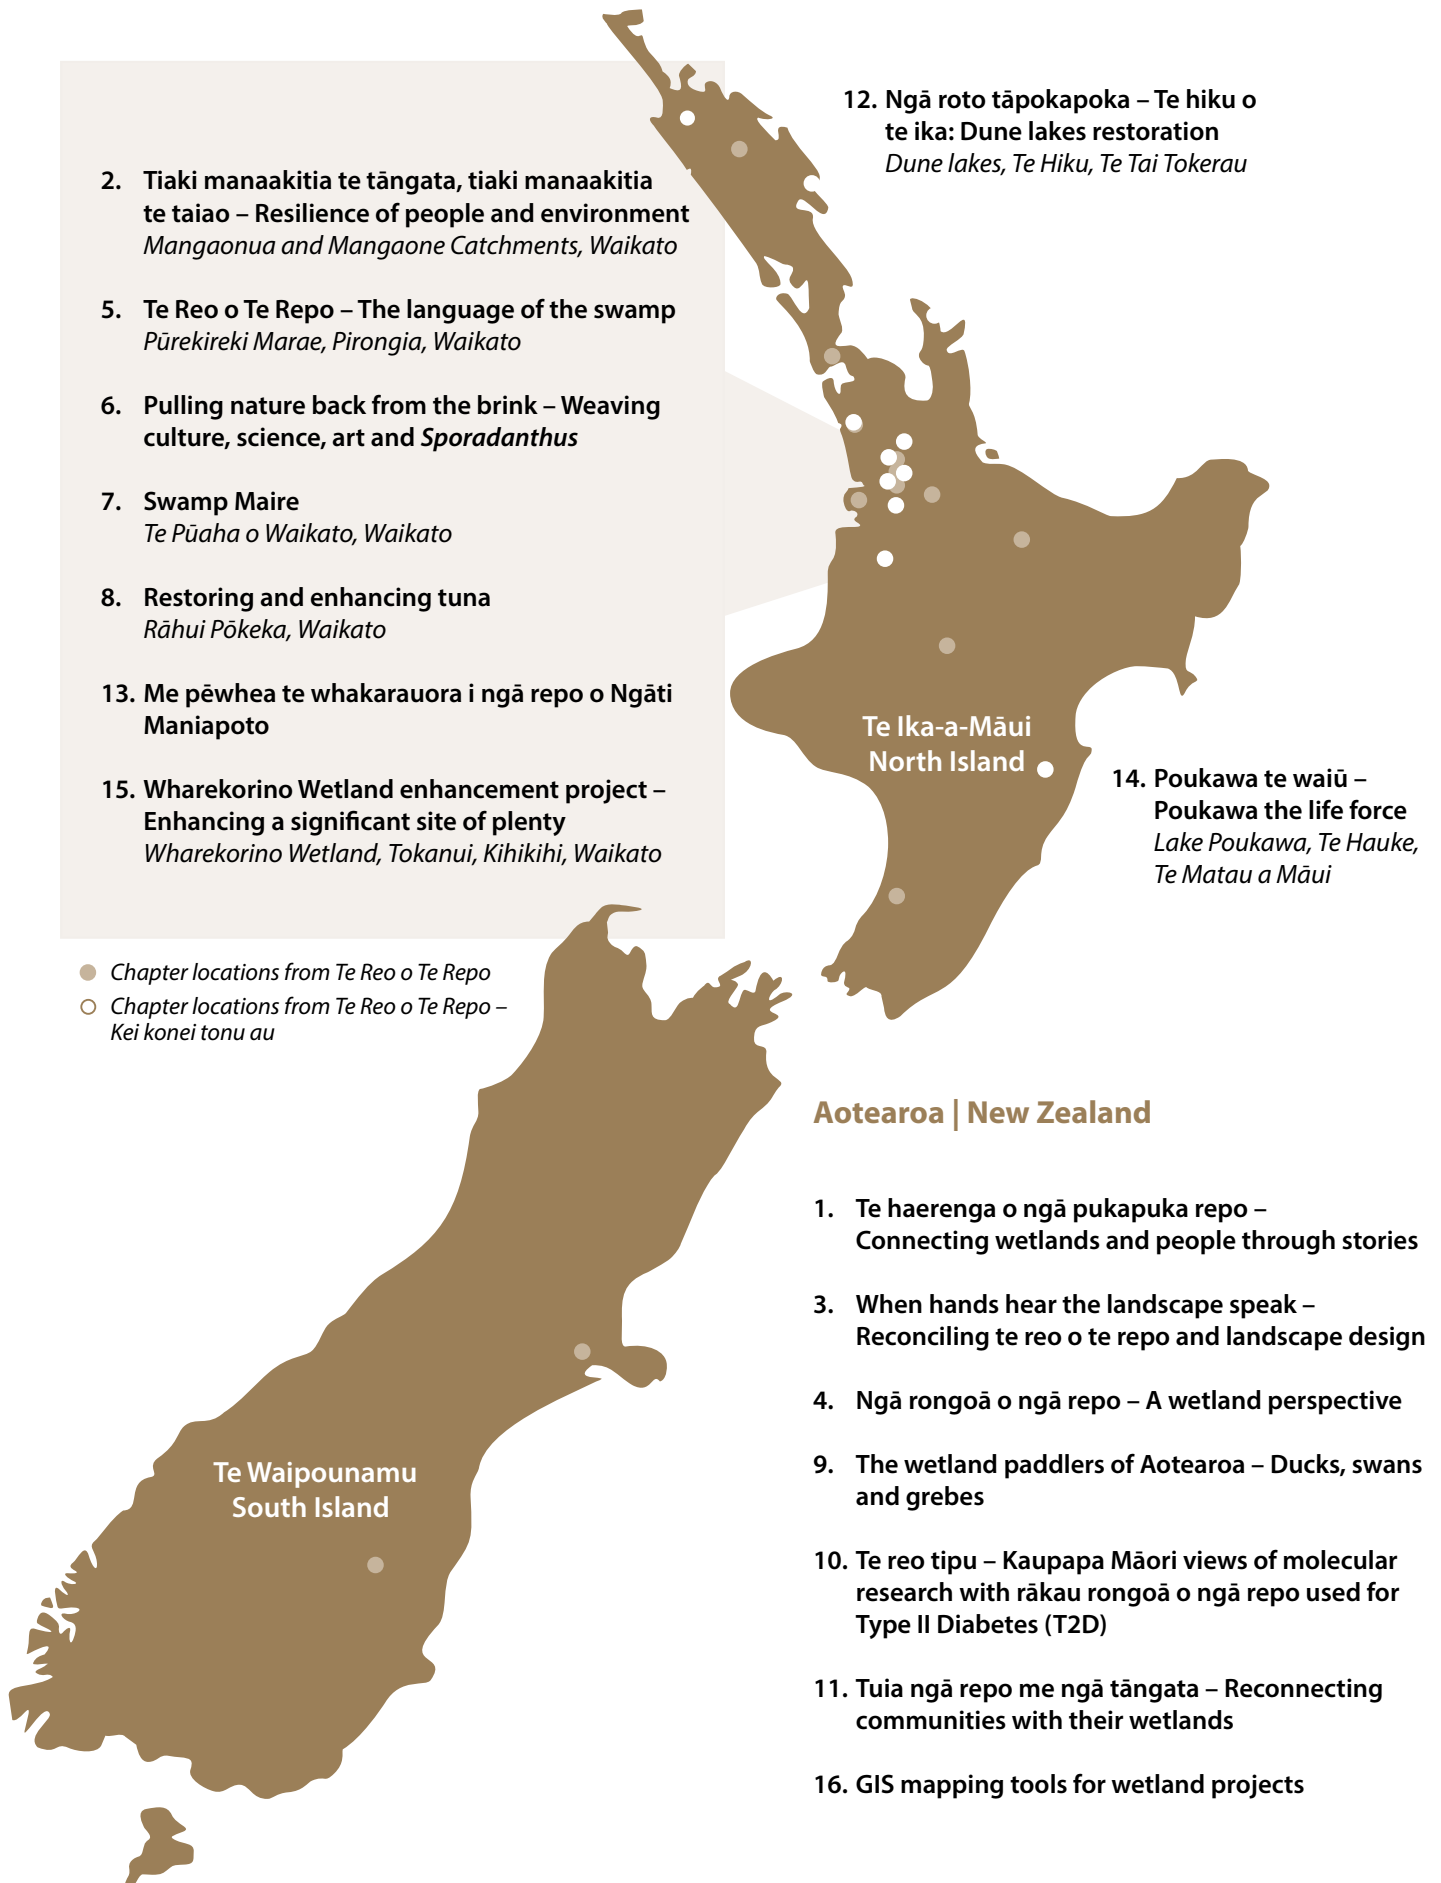 12. Ngā roto tāpokapoka – Te hiku o
te ika: Dune lakes restoration
Dune lakes, Te Hiku, Te Tai Tokerau
2. Tiaki manaakitia te tāngata, tiaki manaakitia
te taiao – Resilience of people and environment
Mangaonua and Mangaone Catchments, Waikato
5. Te Reo o Te Repo – The language of the swamp
Pūrekireki Marae, Pirongia, Waikato
6. Pulling nature back from the brink – Weaving
culture, science, art and Sporadanthus
7. Swamp Maire
Te Pūaha o Waikato, Waikato
8. Restoring and enhancing tuna
Rāhui Pōkeka, Waikato
13. Me pēwhea te whakarauora i ngā repo o Ngāti
Maniapoto
15. Wharekorino Wetland enhancement project –
Enhancing a significant site of plenty
Wharekorino Wetland, Tokanui, Kihikihi, Waikato
Te Ika-a-Māui
North Island
14. Poukawa te waiū –
Poukawa the life force
Lake Poukawa, Te Hauke,
Te Matau a Māui
Chapter locations from Te Reo o Te Repo
Chapter locations from Te Reo o Te Repo –
Kei konei tonu au
Te Waipounamu
South Island
Aotearoa | New Zealand
1. Te haerenga o ngā pukapuka repo –
Connecting wetlands and people through stories
3. When hands hear the landscape speak –
Reconciling te reo o te repo and landscape design
4. Ngā rongoā o ngā repo – A wetland perspective
9. The wetland paddlers of Aotearoa – Ducks, swans
and grebes
10. Te reo tipu – Kaupapa Māori views of molecular
research with rākau rongoā o ngā repo used for
Type II Diabetes (T2D)
11. Tuia ngā repo me ngā tāngata – Reconnecting
communities with their wetlands
16. GIS mapping tools for wetland projects